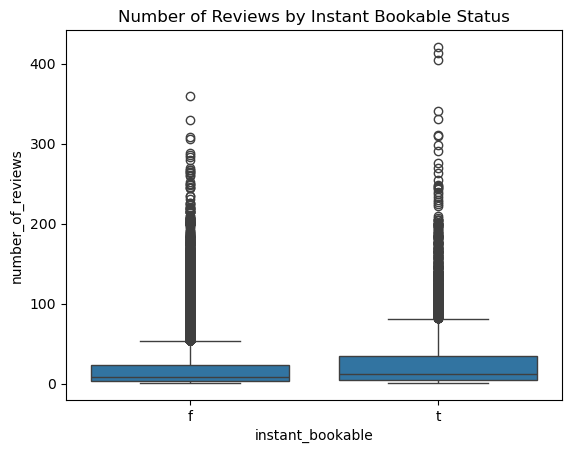 Number of Reviews by Instant Bookable Status
400
300
200
100
0
number_of_reviews
f
t
instant_bookable